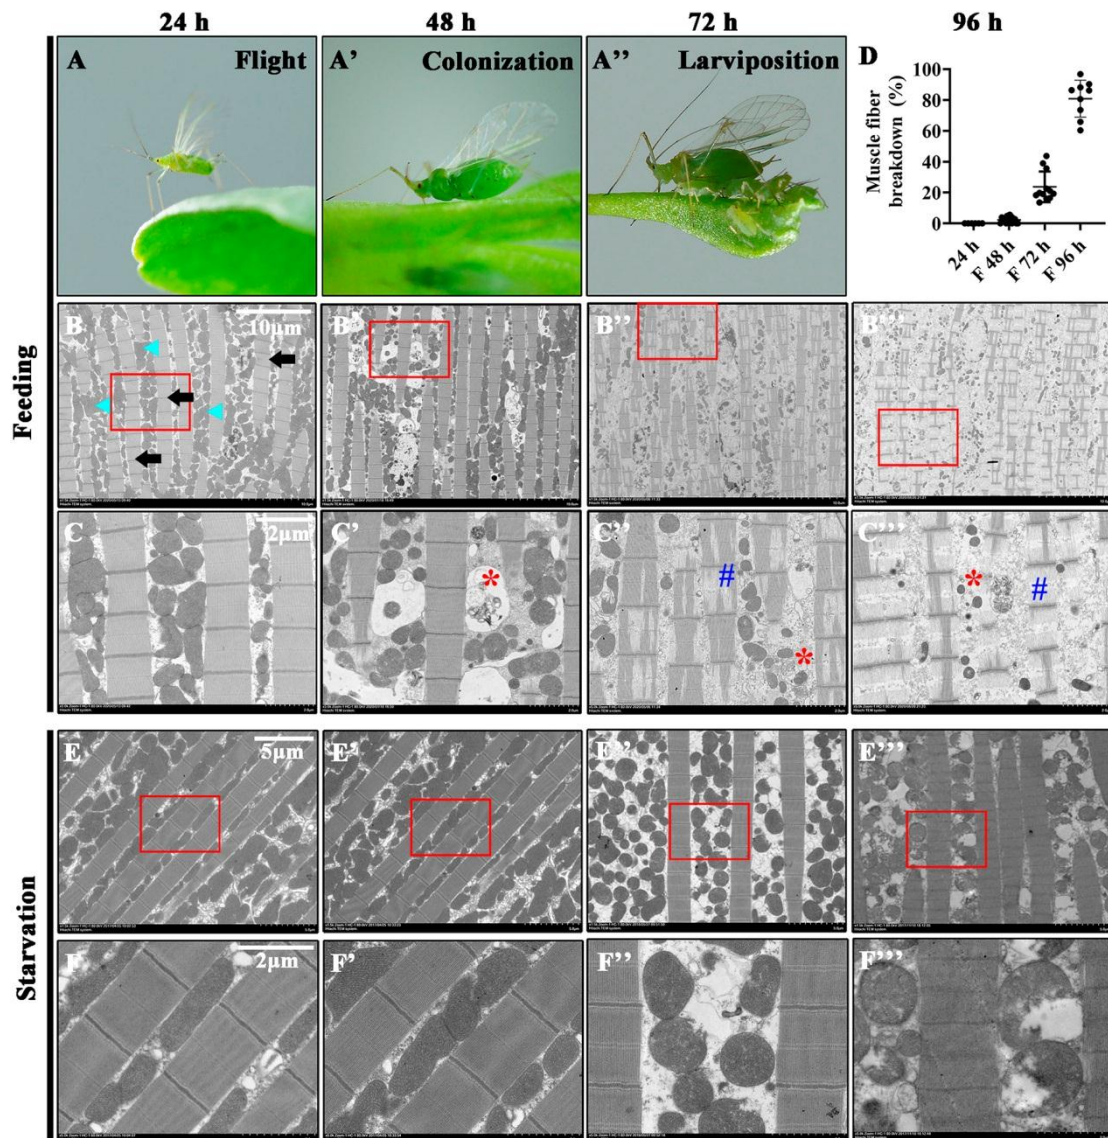 24 h 48 h 72 h 96 h
Feeding
A Flight
A’ Colonization
A’’ Larviposition
D
Muscle fiber breakdown (%)
100
80
60
40
20
0
24 h
F 48 h
F 72 h
F 96 h
B 10μm
B’
B’’
B’’’
C 2μm
C’
*
C’’
#
*
C’’’
*
#
Starvation
E 5μm
E’
E’’
E’’’
F 2μm
F’
F’’
F’’’